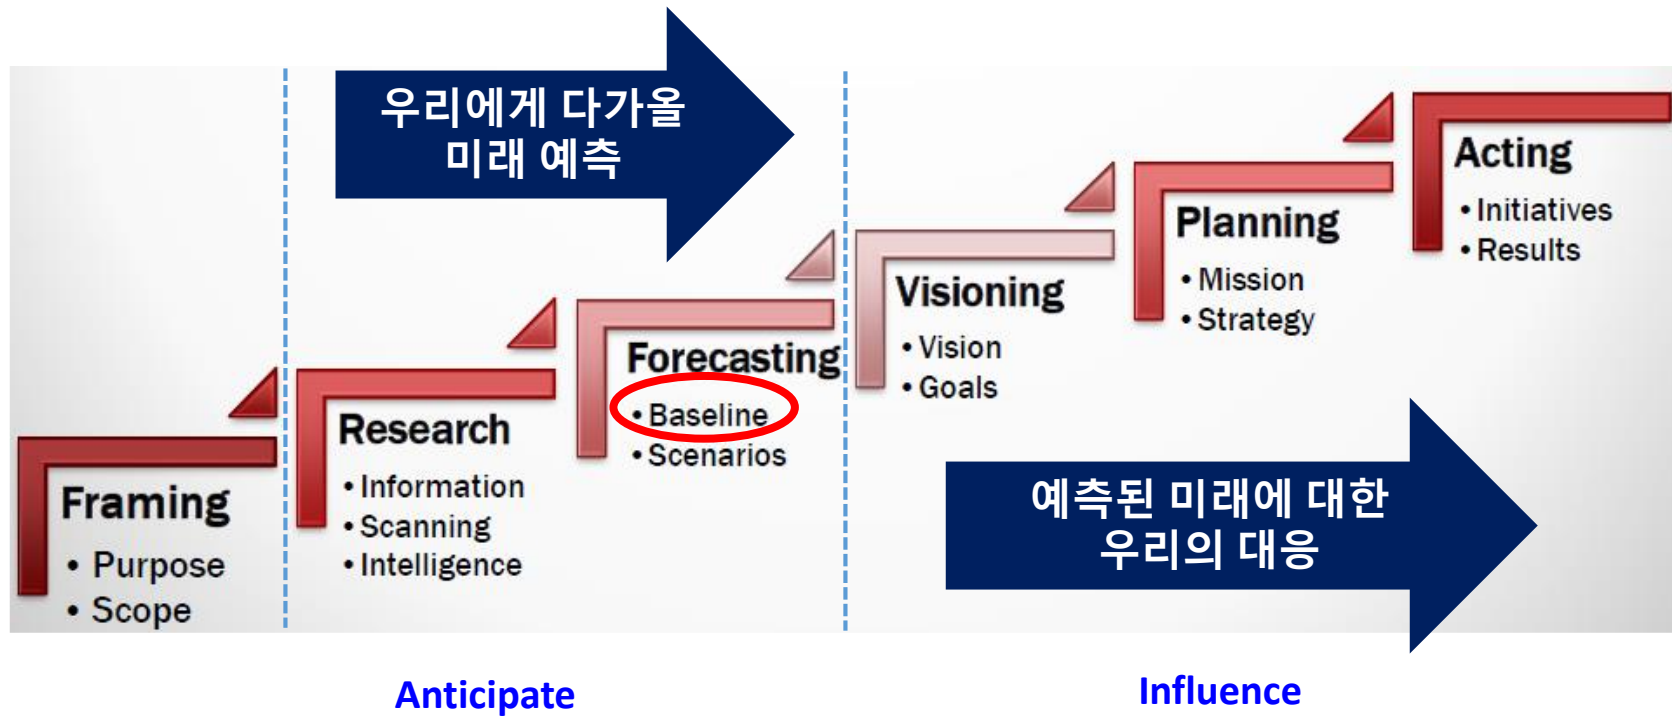 우리에게 다가올
미래 예측
Framing
• Purpose
• Scope
Research
• Information
• Scanning
• Intelligence
Forecasting
• Baseline
• Scenarios
Visioning
• Vision
• Goals
Planning
• Mission
• Strategy
Acting
• Initiatives
• Results
예측된 미래에 대한
우리의 대응
Anticipate
Influence